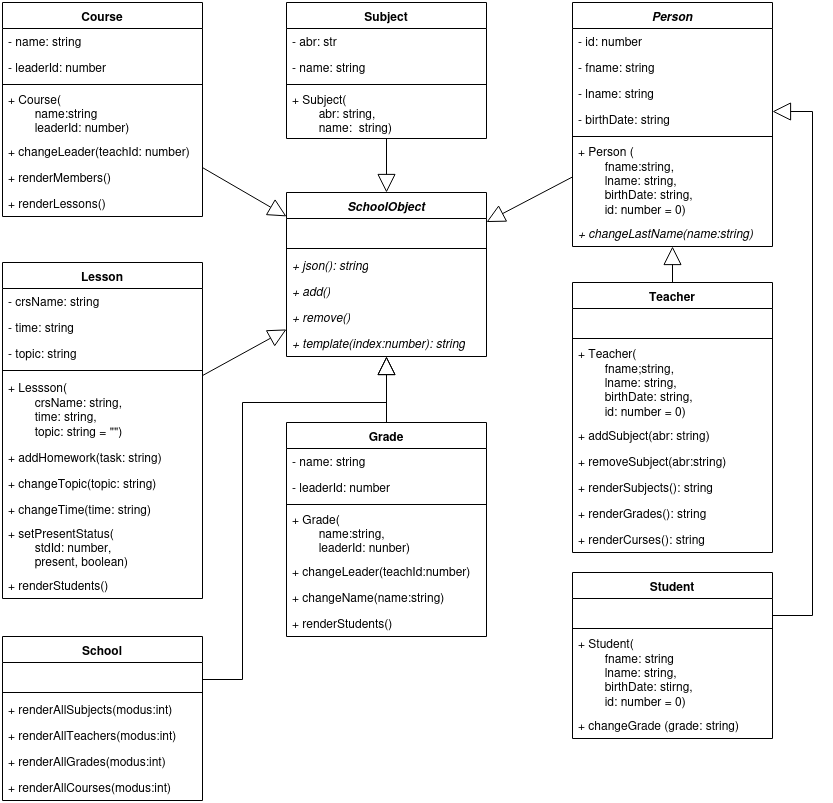 Course
- name: string
- leaderId: number
+ Course(
name:string
leaderId: number)
+ changeLeader(teachId: number)
+ renderMembers()
+ renderLessons()
Subject
- abr: str
- name: string
+ Subject(
abr: string,
name:  string)
Person
- id: number
- fname: string
- lname: string
- birthDate: string
+ Person (
fname:string,
lname: string,
birthDate: string,
id: number = 0)
+ changeLastName(name:string)
SchoolObject
+ json(): string
+ add()
+ remove()
+ template(index:number): string
Lesson
- crsName: string
- time: string
- topic: string
+ Lessson(
crsName: string,
time: string,
topic: string = "")
+ addHomework(task: string)
+ changeTopic(topic: string)
+ changeTime(time: string)
+ setPresentStatus(
stdId: number,
present, boolean)
+ renderStudents()
Grade
- name: string
- leaderId: number
+ Grade(
name:string,
leaderId: nunber)
+ changeLeader(teachId:number)
+ changeName(name:string)
+ renderStudents()
Teacher
+ Teacher(
fname;string,
lname: string,
birthDate: string,
id: number = 0)
+ addSubject(abr: string)
+ removeSubject(abr:string)
+ renderSubjects(): string
+ renderGrades(): string
+ renderCurses(): string
School
+ renderAllSubjects(modus:int)
+ renderAllTeachers(modus:int)
+ renderAllGrades(modus:int)
+ renderAllCourses(modus:int)
Student
+ Student(
fname: string
lname: string,
birthDate: stirng,
id: number = 0)
+ changeGrade (grade: string)